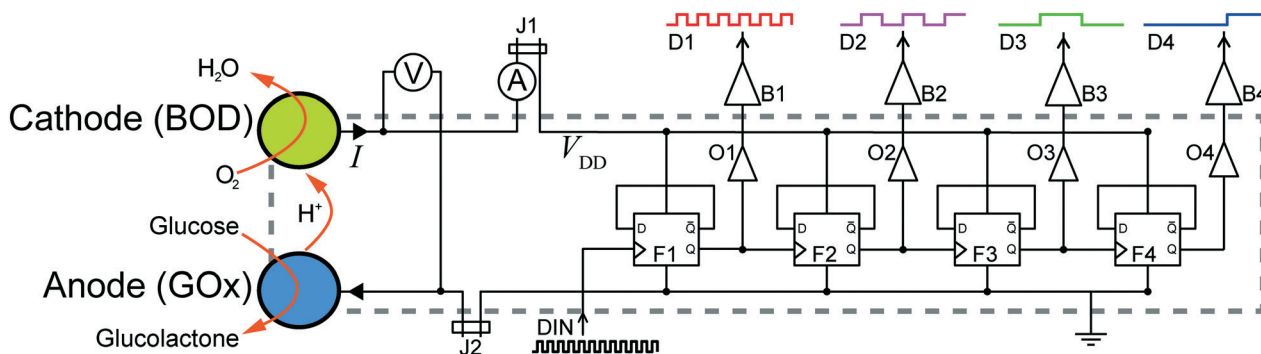 D1
D2
D3
D4
J1
H₂O
V
A
B1
B2
B3
B4
Cathode (BOD)
I
V_DD
O1
O2
O3
O4
O₂
H⁺
Glucose
D
Q̅
Q
F1
D
Q̅
Q
F2
D
Q̅
Q
F3
D
Q̅
Q
F4
Anode (GOx)
Glucolactone
J2
DIN